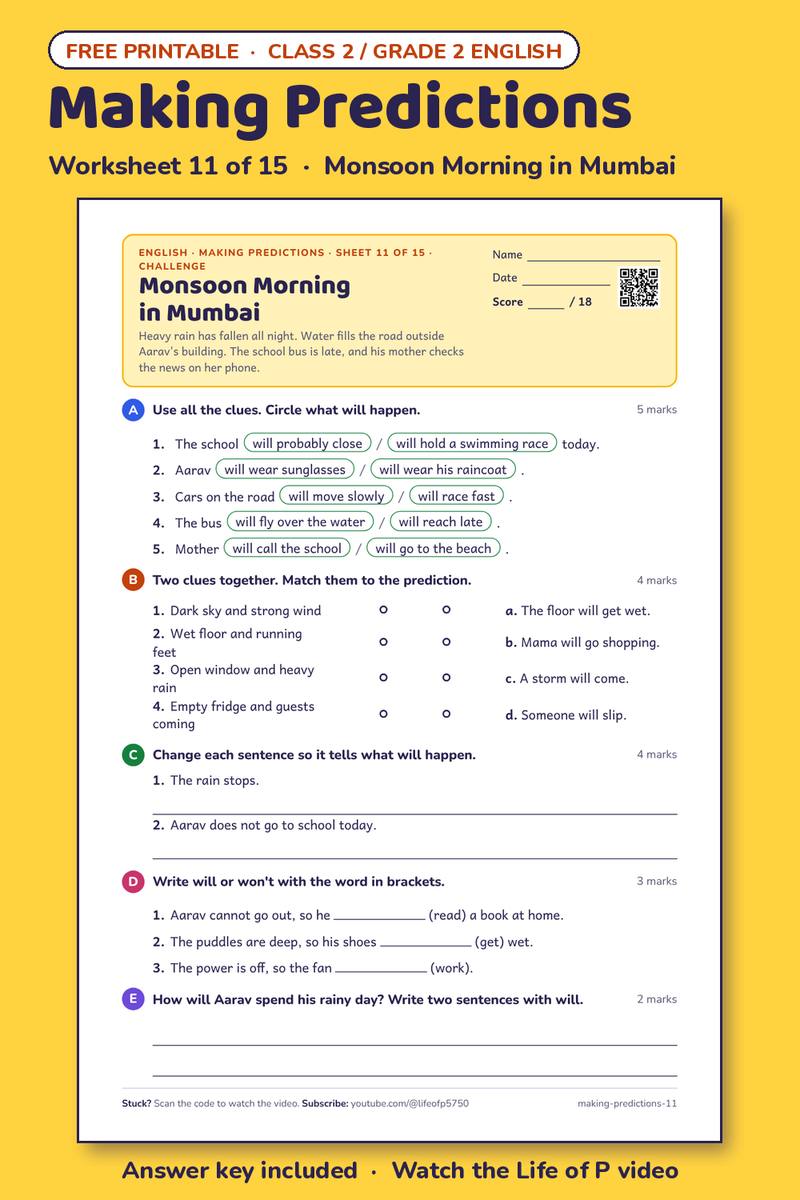 FREE PRINTABLE · CLASS 2 / GRADE 2 ENGLISH
Making Predictions
Worksheet 11 of 15 · Monsoon Morning in Mumbai
ENGLISH · MAKING PREDICTIONS · SHEET 11 OF 15 ·
CHALLENGE
Monsoon Morning
in Mumbai
Heavy rain has fallen all night. Water fills the road outside
Aarav's building. The school bus is late, and his mother checks
the news on her phone.
Name
Date
Score / 18
A Use all the clues. Circle what will happen. 5 marks
1. The school will probably close / will hold a swimming race today.
2. Aarav will wear sunglasses / will wear his raincoat .
3. Cars on the road will move slowly / will race fast .
4. The bus will fly over the water / will reach late .
5. Mother will call the school / will go to the beach .
B Two clues together. Match them to the prediction. 4 marks
1. Dark sky and strong wind a. The floor will get wet.
2. Wet floor and running
feet b. Mama will go shopping.
3. Open window and heavy
rain c. A storm will come.
4. Empty fridge and guests
coming d. Someone will slip.
C Change each sentence so it tells what will happen. 4 marks
1. The rain stops.
2. Aarav does not go to school today.
D Write will or won't with the word in brackets. 3 marks
1. Aarav cannot go out, so he ____________ (read) a book at home.
2. The puddles are deep, so his shoes ____________ (get) wet.
3. The power is off, so the fan ____________ (work).
E How will Aarav spend his rainy day? Write two sentences with will. 2 marks
Stuck? Scan the code to watch the video. Subscribe: youtube.com/@lifeofp5750 making-predictions-11
Answer key included · Watch the Life of P video